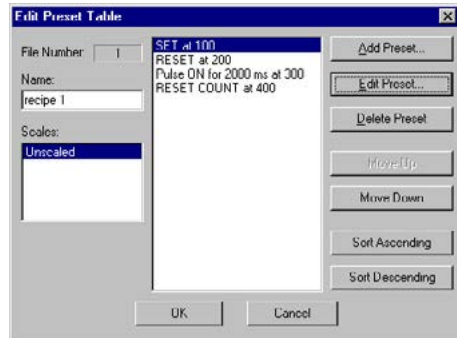 Edit Preset Table
File Number 1
Name:
recipe 1
Scales:
Unscaled
SET at 100
RESET at 200
Pulse ON for 2000 ms at 300
RESET COUNT at 400
Add Preset...
Edit Preset...
Delete Preset
Move Up
Move Down
Sort Ascending
Sort Descending
OK
Cancel